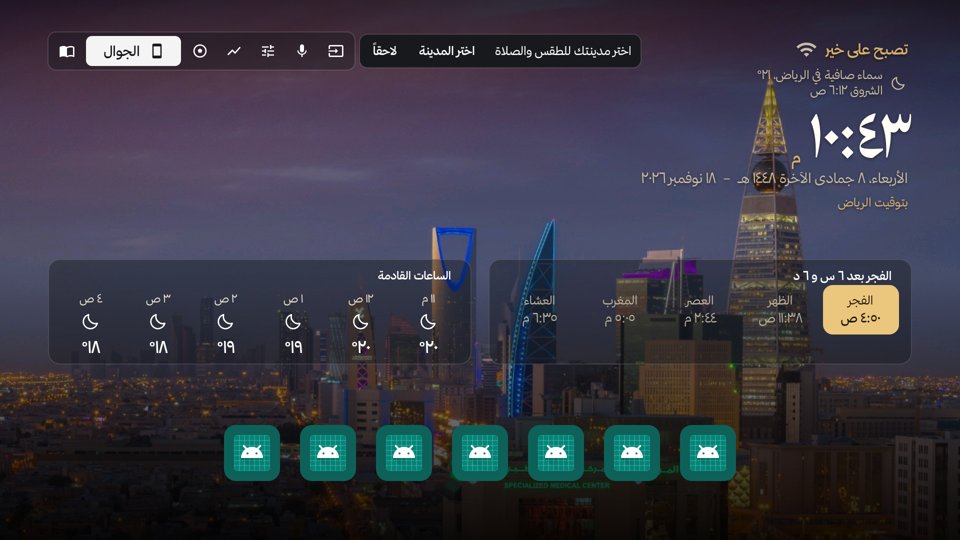 تصبح على خير
سماء صافية في الرياض، ٢١°
الشروق ٦:١٢ ص
١٠:٤٣ م
الأربعاء، ٨ جمادى الآخرة ١٤٤٨ هـ – ١٨ نوفمبر ٢٠٢٦
بتوقيت الرياض
اختر مدينتك للطقس والصلاة
اختر المدينة
لاحقاً
الجوال
الفجر بعد ٦ س و ٦ د
الفجر الظهر العصر المغرب العشاء
٤:٥٠ ص ١١:٣٨ ص ٢:٤٤ م ٥:٠٥ م ٦:٣٥ م
الساعات القادمة
١١ م ١٢ ص ١ ص ٢ ص ٣ ص ٤ ص
٢٠° ٢٠° ١٩° ١٩° ١٨° ١٨°
SPECIALIZED MEDICAL CENTER